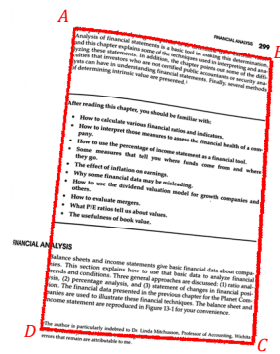 A
FINANCIAL ANALYSIS 299
B
Analysis of financial statements is a basic tool in making this determination,
and this chapter explains some of the techniques used in interpreting and ana-
lyzing these statements. In addition, the chapter points out some of the diffi-
culties that investors who are not certified public accountants or security ana-
lysts can have in understanding financial statements. Finally, several methods
of determining intrinsic value are presented.¹
After reading this chapter, you should be familiar with:
• How to calculate various financial ratios and indicators.
• How to interpret those measures to assess the financial health of a com-
pany.
• How to use the percentage of income statement as a financial tool.
• Some measures that tell you where funds come from and where
they go.
• The effect of inflation on earnings.
• Why some financial data may be misleading.
• How to use the dividend valuation model for growth companies and
others.
• How to evaluate mergers.
• What P/E ratios tell us about values.
• The usefulness of book value.
FINANCIAL ANALYSIS
Balance sheets and income statements give basic financial data about compa-
nies. This section explains how to use that basic data to analyze financial
trends and conditions. Three general approaches are discussed: (1) ratio anal-
ysis, (2) percentage analysis, and (3) statement of changes in financial posi-
tion. The financial data presented in the previous chapter for the Planet Com-
panies are used to illustrate these financial techniques. The balance sheet and
income statement are reproduced in Figure 13-1 for your convenience.
D
The author is particularly indebted to Dr. Linda Professor of Accounting, Wichita
errors that remain are attributable to me.
C